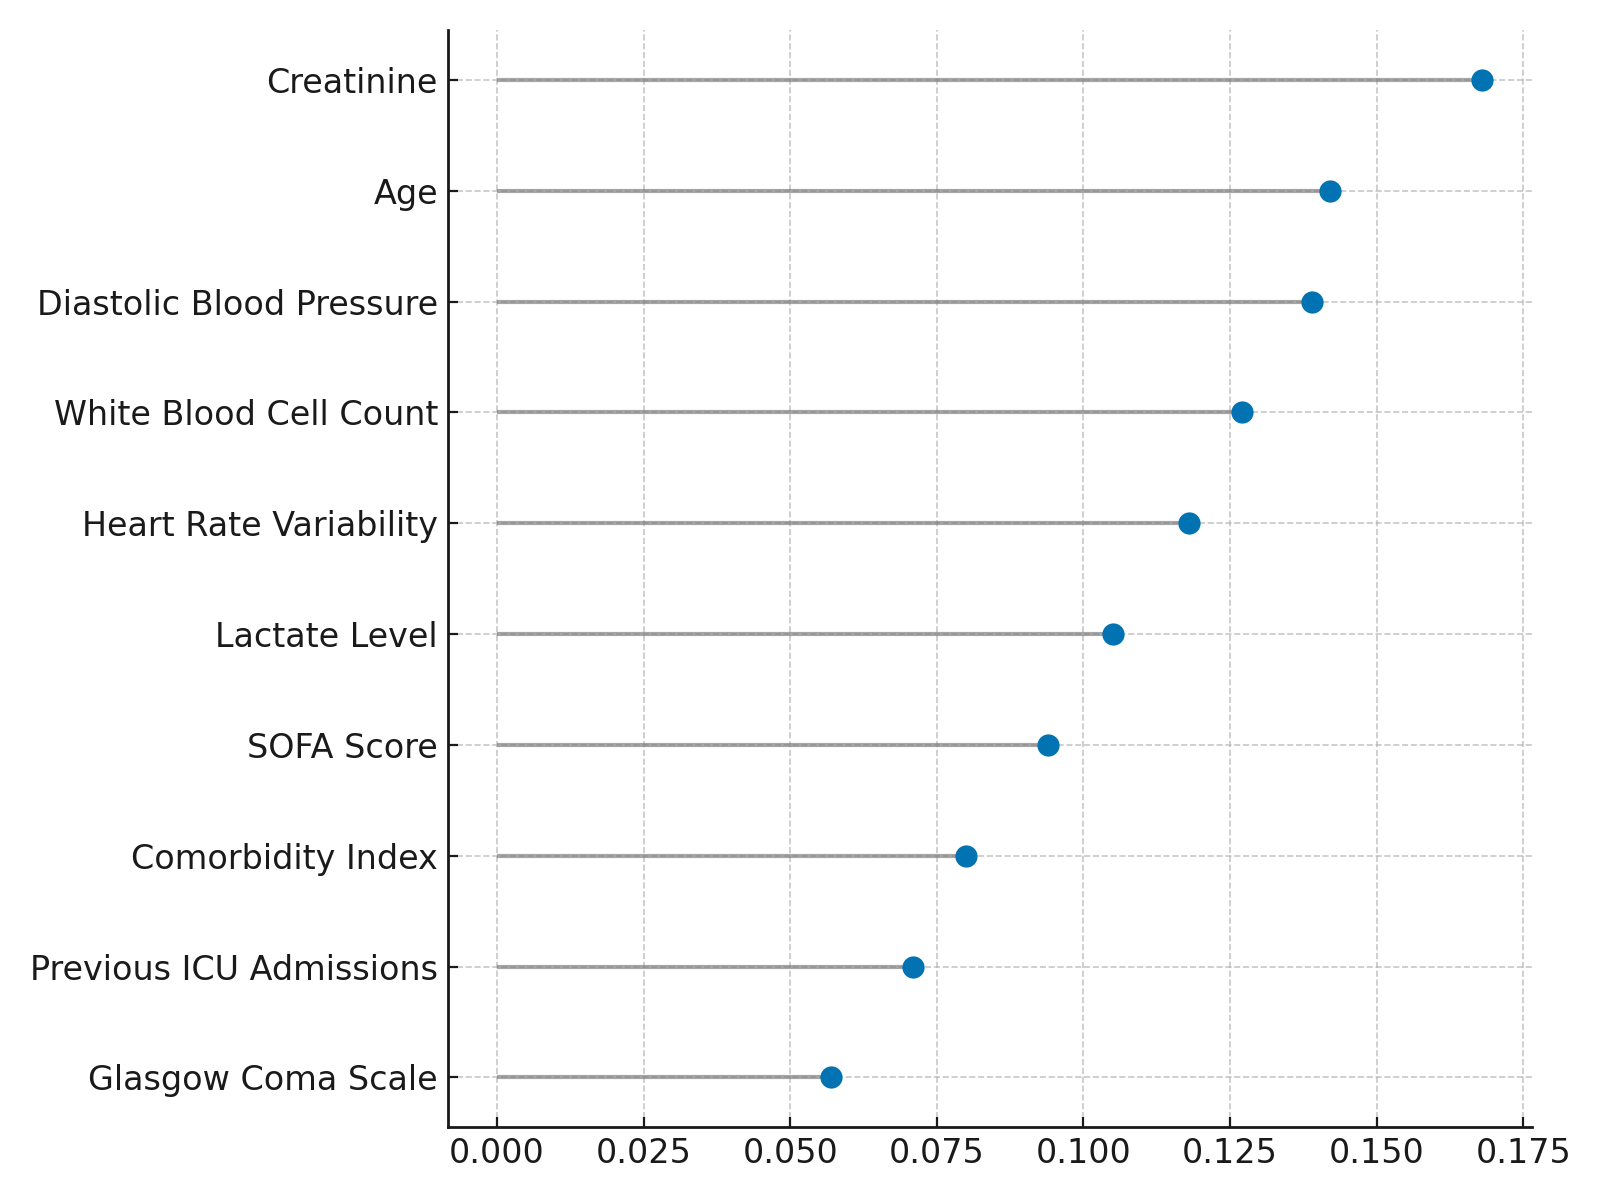 Creatinine
Age
Diastolic Blood Pressure
White Blood Cell Count
Heart Rate Variability
Lactate Level
SOFA Score
Comorbidity Index
Previous ICU Admissions
Glasgow Coma Scale
0.000 0.025 0.050 0.075 0.100 0.125 0.150 0.175